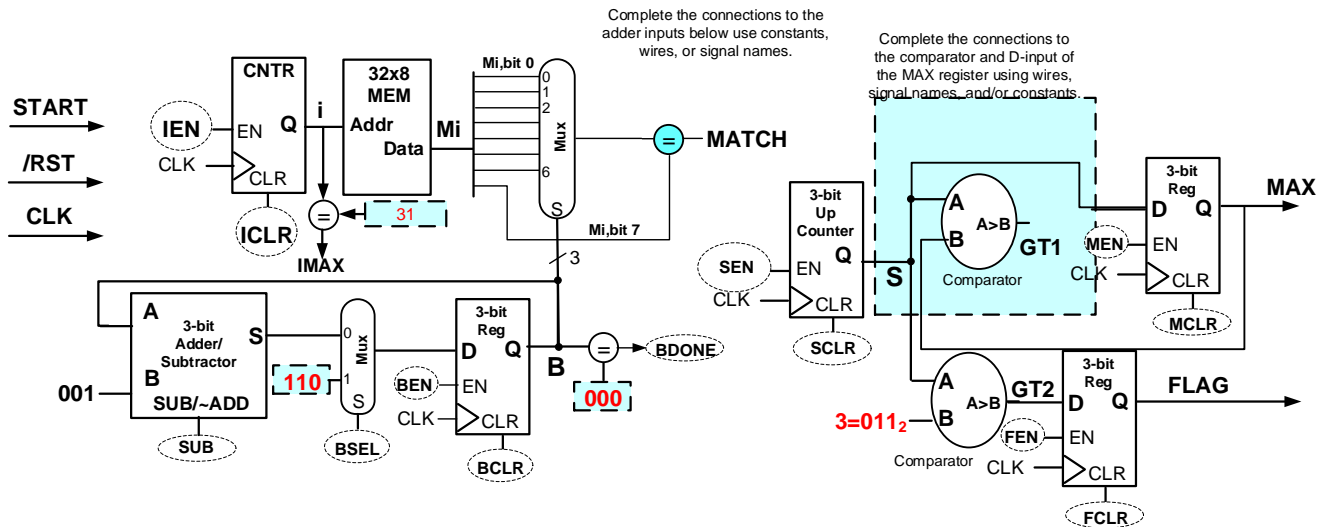 Complete the connections to the
adder inputs below use constants,
wires, or signal names.
Complete the connections to
the comparator and D-input of
the MAX register using wires,
signal names, and/or constants.
START
/RST
CLK
CNTR
IEN
EN
Q
CLK
CLR
ICLR
i
32x8
MEM
Addr
Data
Mi
=
31
IMAX
Mi,bit 0
0
1
2
6
Mux
S
Mi,bit 7
3
=
MATCH
A
3-bit
Adder/
Subtractor
S
B
001
SUB/~ADD
SUB
0
110
1
Mux
S
BSEL
3-bit
Reg
D
Q
BEN
EN
CLK
CLR
BCLR
B
=
BDONE
000
3-bit
Up
Counter
Q
SEN
EN
CLK
CLR
SCLR
S
A
A>B
B
GT1
Comparator
3-bit
Reg
D
Q
MAX
MEN
EN
CLK
CLR
MCLR
A
A>B
B
GT2
3=011₂
Comparator
3-bit
Reg
D
Q
FLAG
FEN
EN
CLK
CLR
FCLR